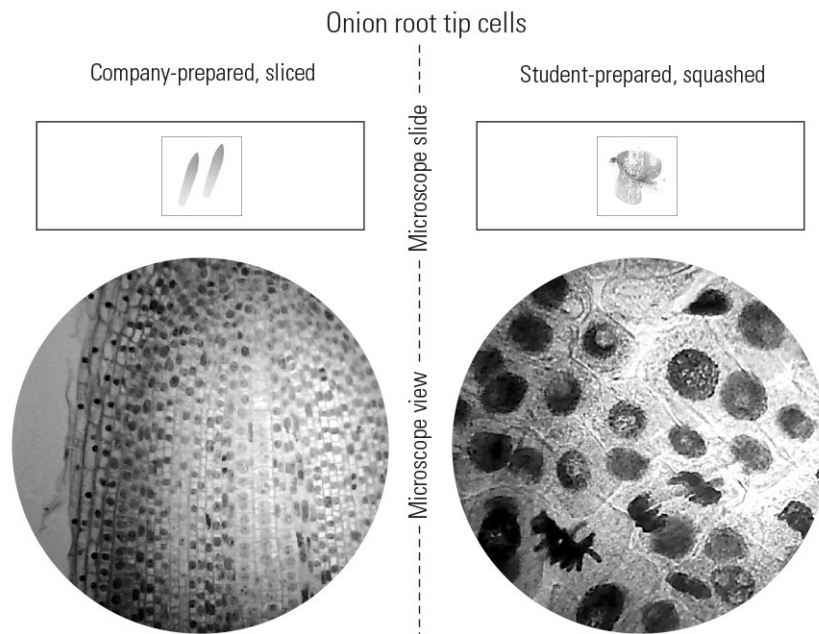 Onion root tip cells
Company-prepared, sliced
Student-prepared, squashed
Microscope slide
Microscope view